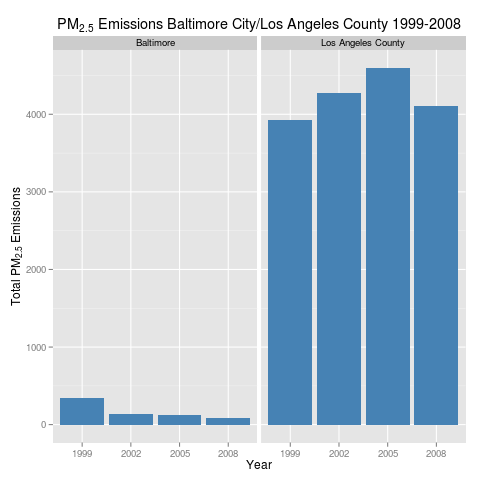 PM2.5 Emissions Baltimore City/Los Angeles County 1999-2008
Baltimore
Los Angeles County
Total PM2.5 Emissions
4000
3000
2000
1000
0
1999 2002 2005 2008
1999 2002 2005 2008
Year